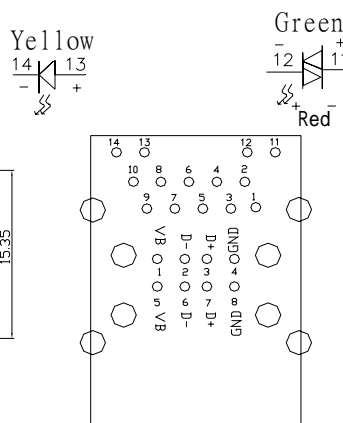 Yellow
Green
14 13
12 11
- +
- +
+ -
Red
14 13 12 11
10 8 6 4 2
9 7 5 3 1
15.35
VB D- D+ GND
1 2 3 4
5 6 7 8
VB D- D+ GND